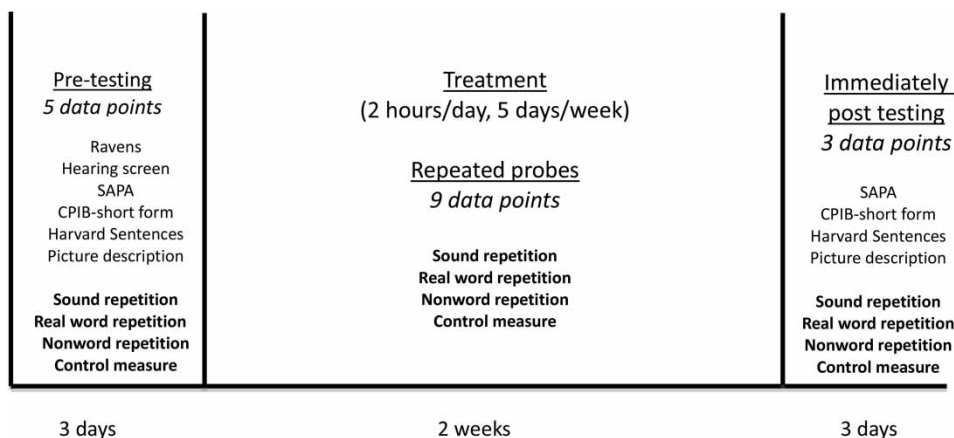 Pre-testing
5 data points
Ravens
Hearing screen
SAPA
CPIB-short form
Harvard Sentences
Picture description
Sound repetition
Real word repetition
Nonword repetition
Control measure
3 days
Treatment
(2 hours/day, 5 days/week)
Repeated probes
9 data points
Sound repetition
Real word repetition
Nonword repetition
Control measure
2 weeks
Immediately
post testing
3 data points
SAPA
CPIB-short form
Harvard Sentences
Picture description
Sound repetition
Real word repetition
Nonword repetition
Control measure
3 days